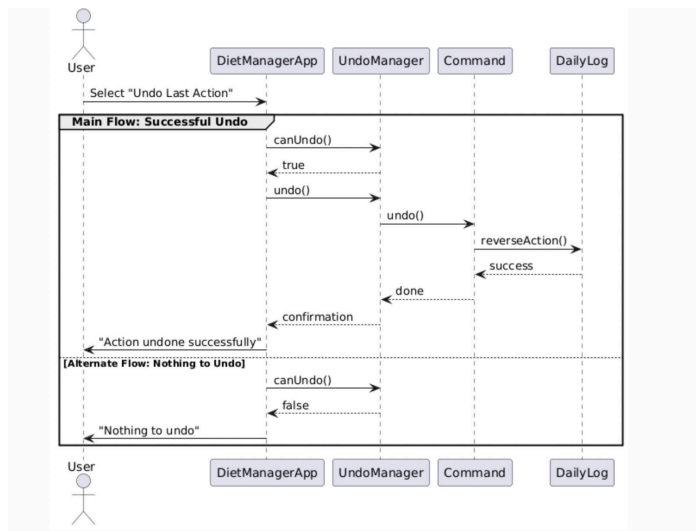 User
DietManagerApp
UndoManager
Command
DailyLog
Select "Undo Last Action"
Main Flow: Successful Undo
canUndo()
true
undo()
undo()
reverseAction()
success
done
confirmation
"Action undone successfully"
[Alternate Flow: Nothing to Undo]
canUndo()
false
"Nothing to undo"
User
DietManagerApp
UndoManager
Command
DailyLog